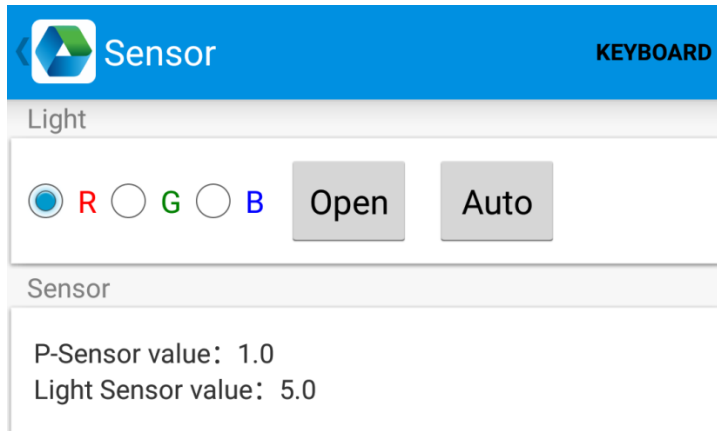 Sensor KEYBOARD
Light
R G B Open Auto
Sensor
P-Sensor value：1.0
Light Sensor value：5.0